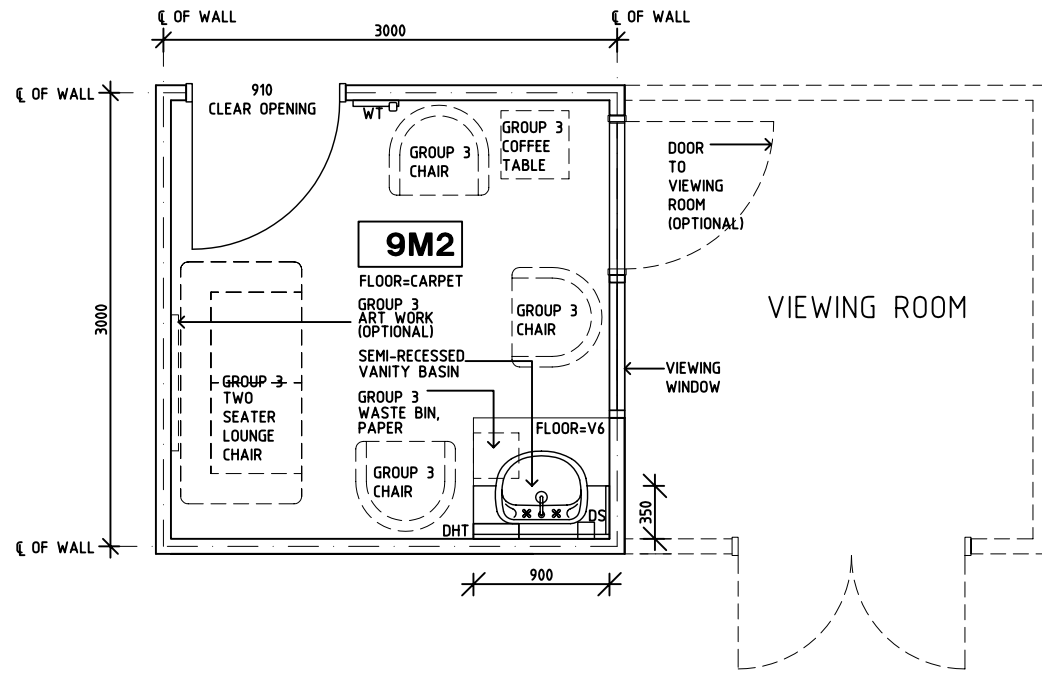 ℄ OF WALL
℄ OF WALL
3000
℄ OF WALL
910
CLEAR OPENING
WT
GROUP 3
CHAIR
GROUP 3
COFFEE
TABLE
DOOR
TO
VIEWING
ROOM
(OPTIONAL)
9M2
FLOOR=CARPET
GROUP 3
ART WORK
(OPTIONAL)
GROUP 3
CHAIR
VIEWING ROOM
3000
SEMI-RECESSED
VANITY BASIN
VIEWING
WINDOW
GROUP 3
TWO
SEATER
LOUNGE
CHAIR
GROUP 3
WASTE BIN,
PAPER
FLOOR=V6
GROUP 3
CHAIR
DHT
DS
350
℄ OF WALL
900